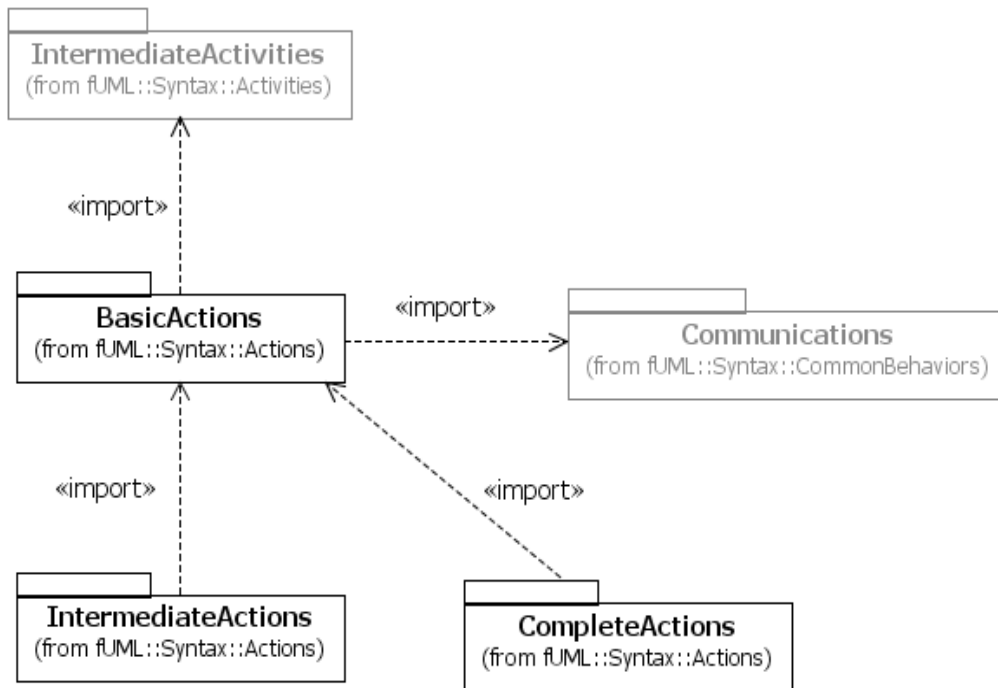 IntermediateActivities
(from fUML::Syntax::Activities)
«import»
BasicActions
(from fUML::Syntax::Actions)
«import»
Communications
(from fUML::Syntax::CommonBehaviors)
«import»
«import»
IntermediateActions
(from fUML::Syntax::Actions)
CompleteActions
(from fUML::Syntax::Actions)